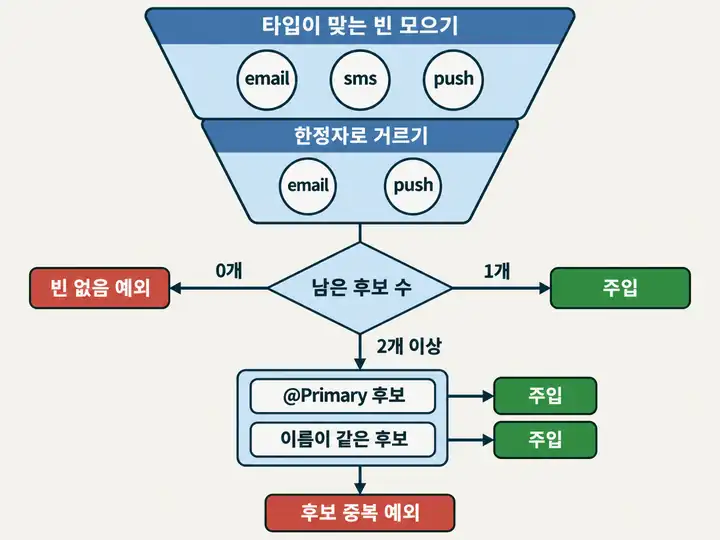 타입이 맞는 빈 모으기
email
sms
push
한정자로 거르기
email
push
남은 후보 수
0개
빈 없음 예외
1개
주입
2개 이상
@Primary 후보
주입
이름이 같은 후보
주입
후보 중복 예외